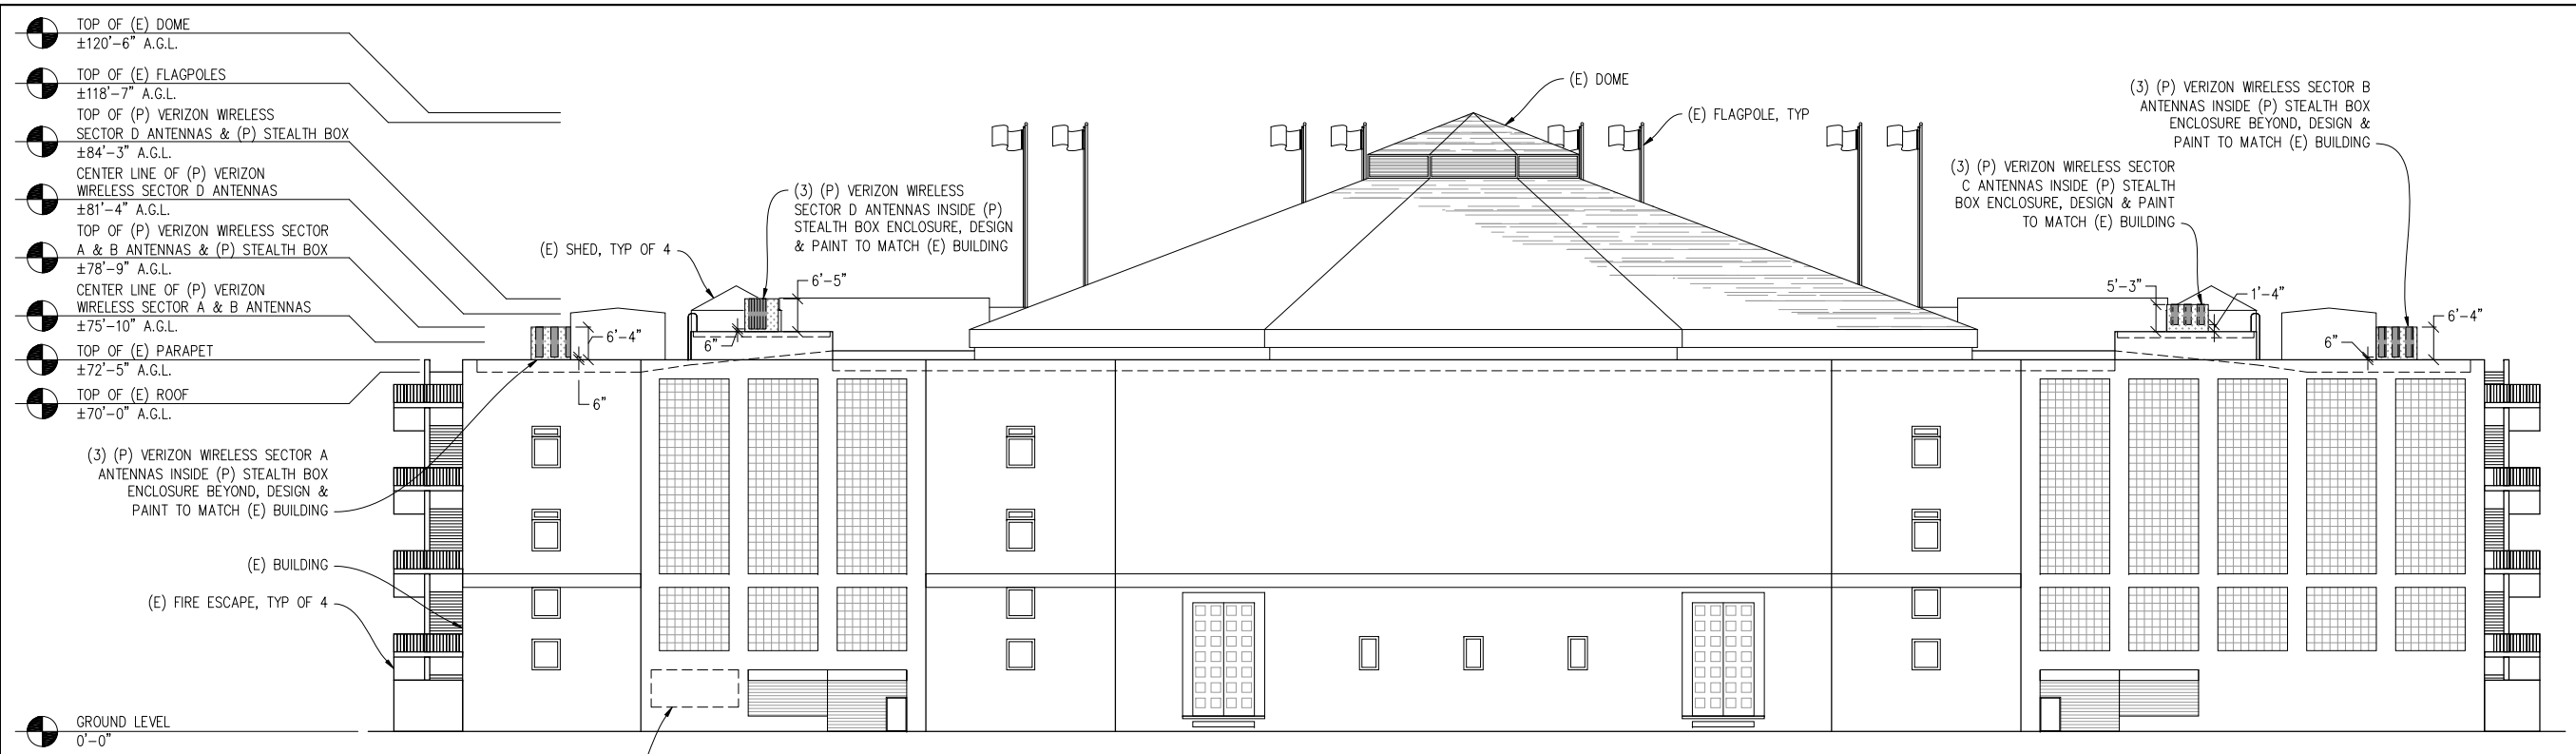 TOP OF (E) DOME
±120'-6" A.G.L.
TOP OF (E) FLAGPOLES
±118'-7" A.G.L.
TOP OF (P) VERIZON WIRELESS
SECTOR D ANTENNAS & (P) STEALTH BOX
±84'-3" A.G.L.
CENTER LINE OF (P) VERIZON
WIRELESS SECTOR D ANTENNAS
±81'-4" A.G.L.
TOP OF (P) VERIZON WIRELESS SECTOR
A & B ANTENNAS & (P) STEALTH BOX
±78'-9" A.G.L.
CENTER LINE OF (P) VERIZON
WIRELESS SECTOR A & B ANTENNAS
±75'-10" A.G.L.
TOP OF (E) PARAPET
±72'-5" A.G.L.
TOP OF (E) ROOF
±70'-0" A.G.L.
(3) (P) VERIZON WIRELESS SECTOR A
ANTENNAS INSIDE (P) STEALTH BOX
ENCLOSURE BEYOND, DESIGN &
PAINT TO MATCH (E) BUILDING
(E) BUILDING
(E) FIRE ESCAPE, TYP OF 4
GROUND LEVEL
0'-0"
(E) SHED, TYP OF 4
(3) (P) VERIZON WIRELESS
SECTOR D ANTENNAS INSIDE (P)
STEALTH BOX ENCLOSURE, DESIGN
& PAINT TO MATCH (E) BUILDING
6'-5"
6'-4"
6"
6"
(E) DOME
(E) FLAGPOLE, TYP
(3) (P) VERIZON WIRELESS SECTOR B
ANTENNAS INSIDE (P) STEALTH BOX
ENCLOSURE BEYOND, DESIGN &
PAINT TO MATCH (E) BUILDING
(3) (P) VERIZON WIRELESS SECTOR
C ANTENNAS INSIDE (P) STEALTH
BOX ENCLOSURE, DESIGN & PAINT
TO MATCH (E) BUILDING
5'-3"
1'-4"
6'-4"
6"